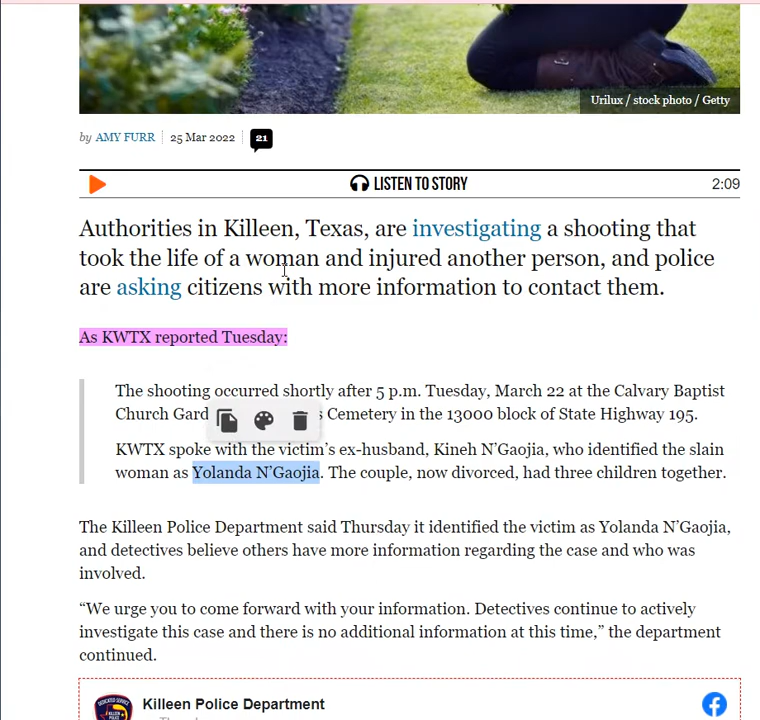 Urilux / stock photo / Getty
by AMY FURR 25 Mar 2022 21
LISTEN TO STORY 2:09
Authorities in Killeen, Texas, are investigating a shooting that
took the life of a woman and injured another person, and police
are asking citizens with more information to contact them.
As KWTX reported Tuesday:
The shooting occurred shortly after 5 p.m. Tuesday, March 22 at the Calvary Baptist
Church Gard s Cemetery in the 13000 block of State Highway 195.
KWTX spoke with the victim’s ex-husband, Kineh N’Gaojia, who identified the slain
woman as Yolanda N’Gaojia. The couple, now divorced, had three children together.
The Killeen Police Department said Thursday it identified the victim as Yolanda N’Gaojia,
and detectives believe others have more information regarding the case and who was
involved.
“We urge you to come forward with your information. Detectives continue to actively
investigate this case and there is no additional information at this time,” the department
continued.
Killeen Police Department